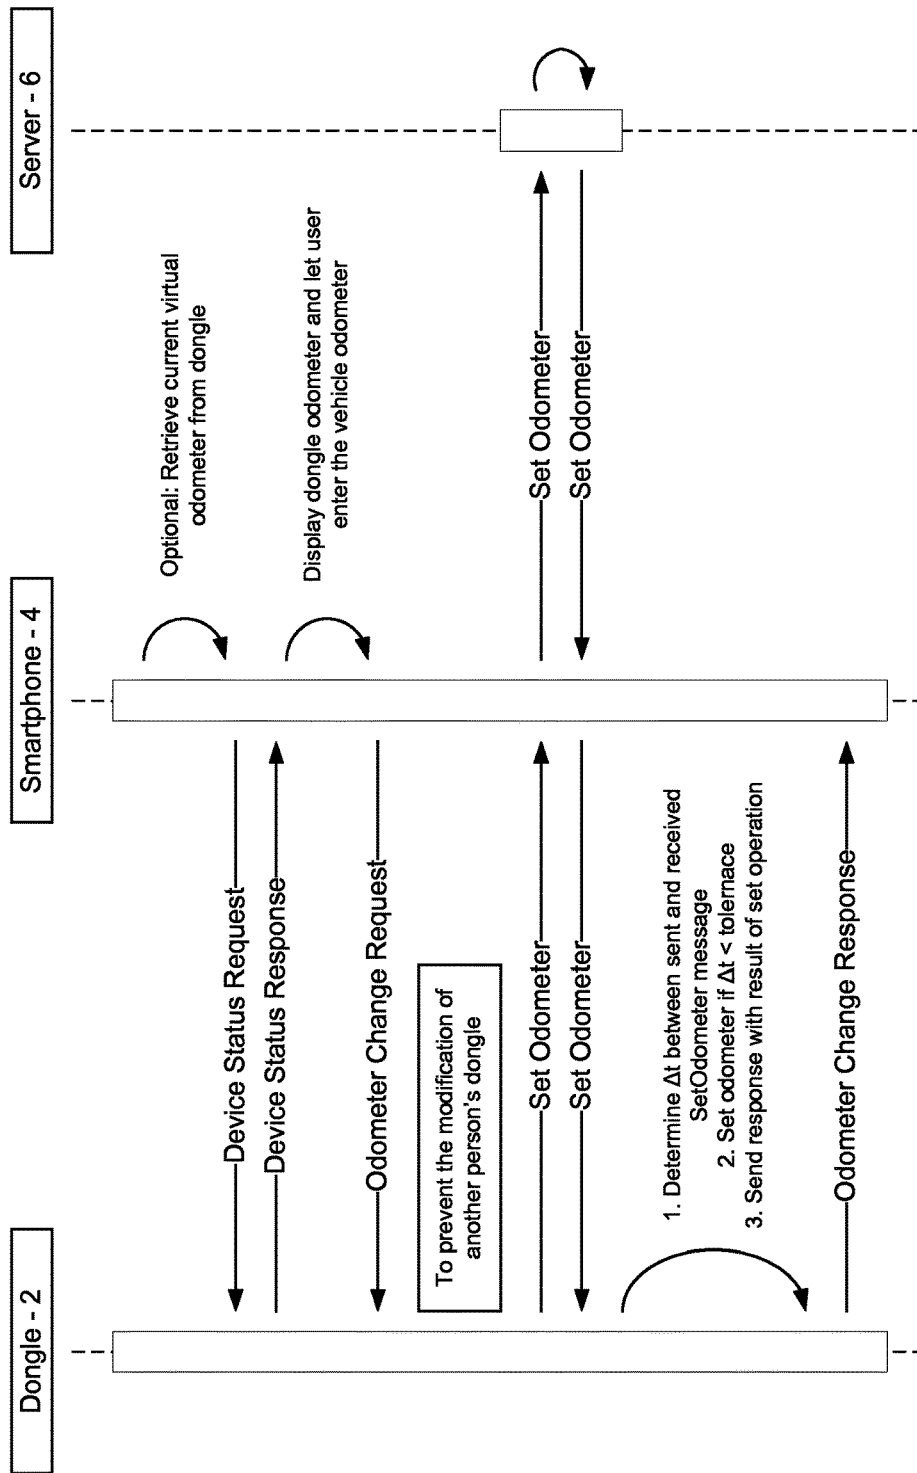 Dongle - 2
Smartphone - 4
Server - 6
Optional: Retrieve current virtual
odometer from dongle
Device Status Request
Device Status Response
Display dongle odometer and let user
enter the vehicle odometer
Odometer Change Request
To prevent the modification of
another person's dongle
Set Odometer
Set Odometer
Set Odometer
Set Odometer
1. Determine Δt between sent and received
SetOdometer message
2. Set odometer if Δt < tolernace
3. Send response with result of set operation
Odometer Change Response